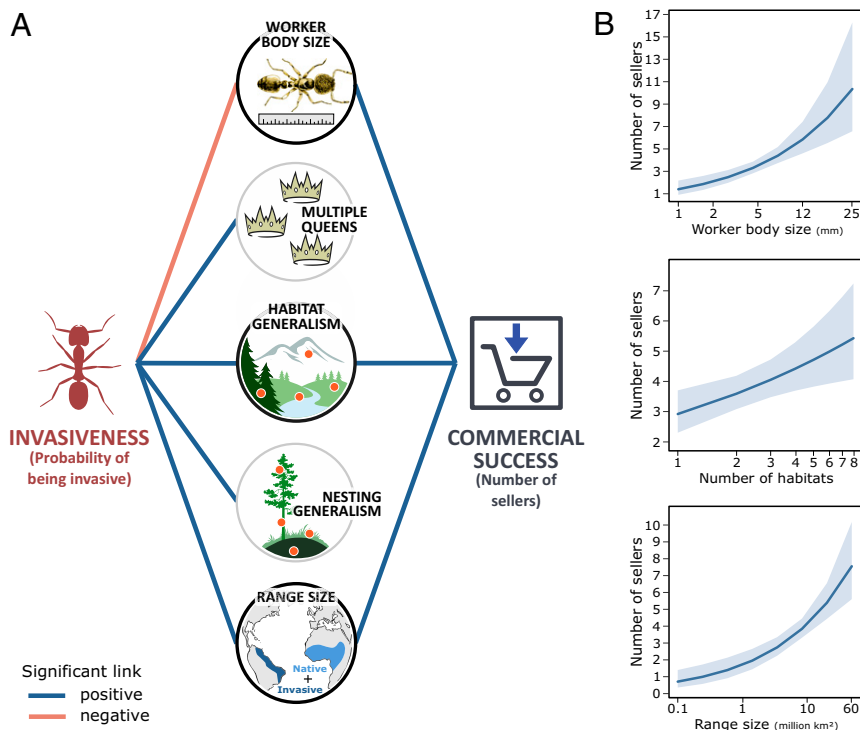 A
WORKER
BODY SIZE
MULTIPLE
QUEENS
HABITAT
GENERALISM
INVASIVENESS
(Probability of
being invasive)
COMMERCIAL
SUCCESS
(Number of
sellers)
NESTING
GENERALISM
RANGE SIZE
Native
+
Invasive
Significant link
positive
negative
B
Number of sellers
17
15
13
11
9
7
5
3
1
1 2 5 12 25
Worker body size (mm)
Number of sellers
7
6
5
4
3
2
1 2 3 4 5 6 7 8
Number of habitats
Number of sellers
10
9
8
7
6
5
4
3
2
1
0
0.1 1 10 60
Range size (million km²)